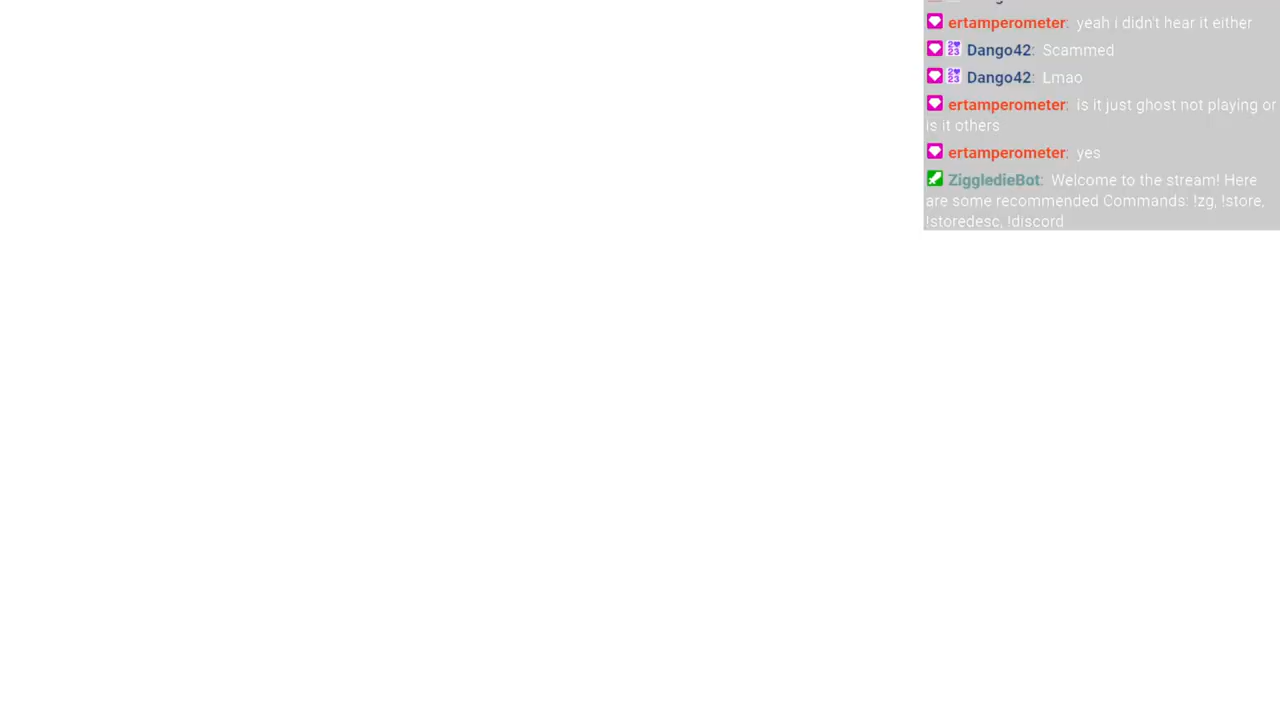 ertamperometer: yeah i didn't hear it either
Dango42: Scammed
Dango42: Lmao
ertamperometer: is it just ghost not playing or
is it others
ertamperometer: yes
ZiggledieBot: Welcome to the stream! Here
are some recommended Commands: !zg, !store,
!storedesc, !discord